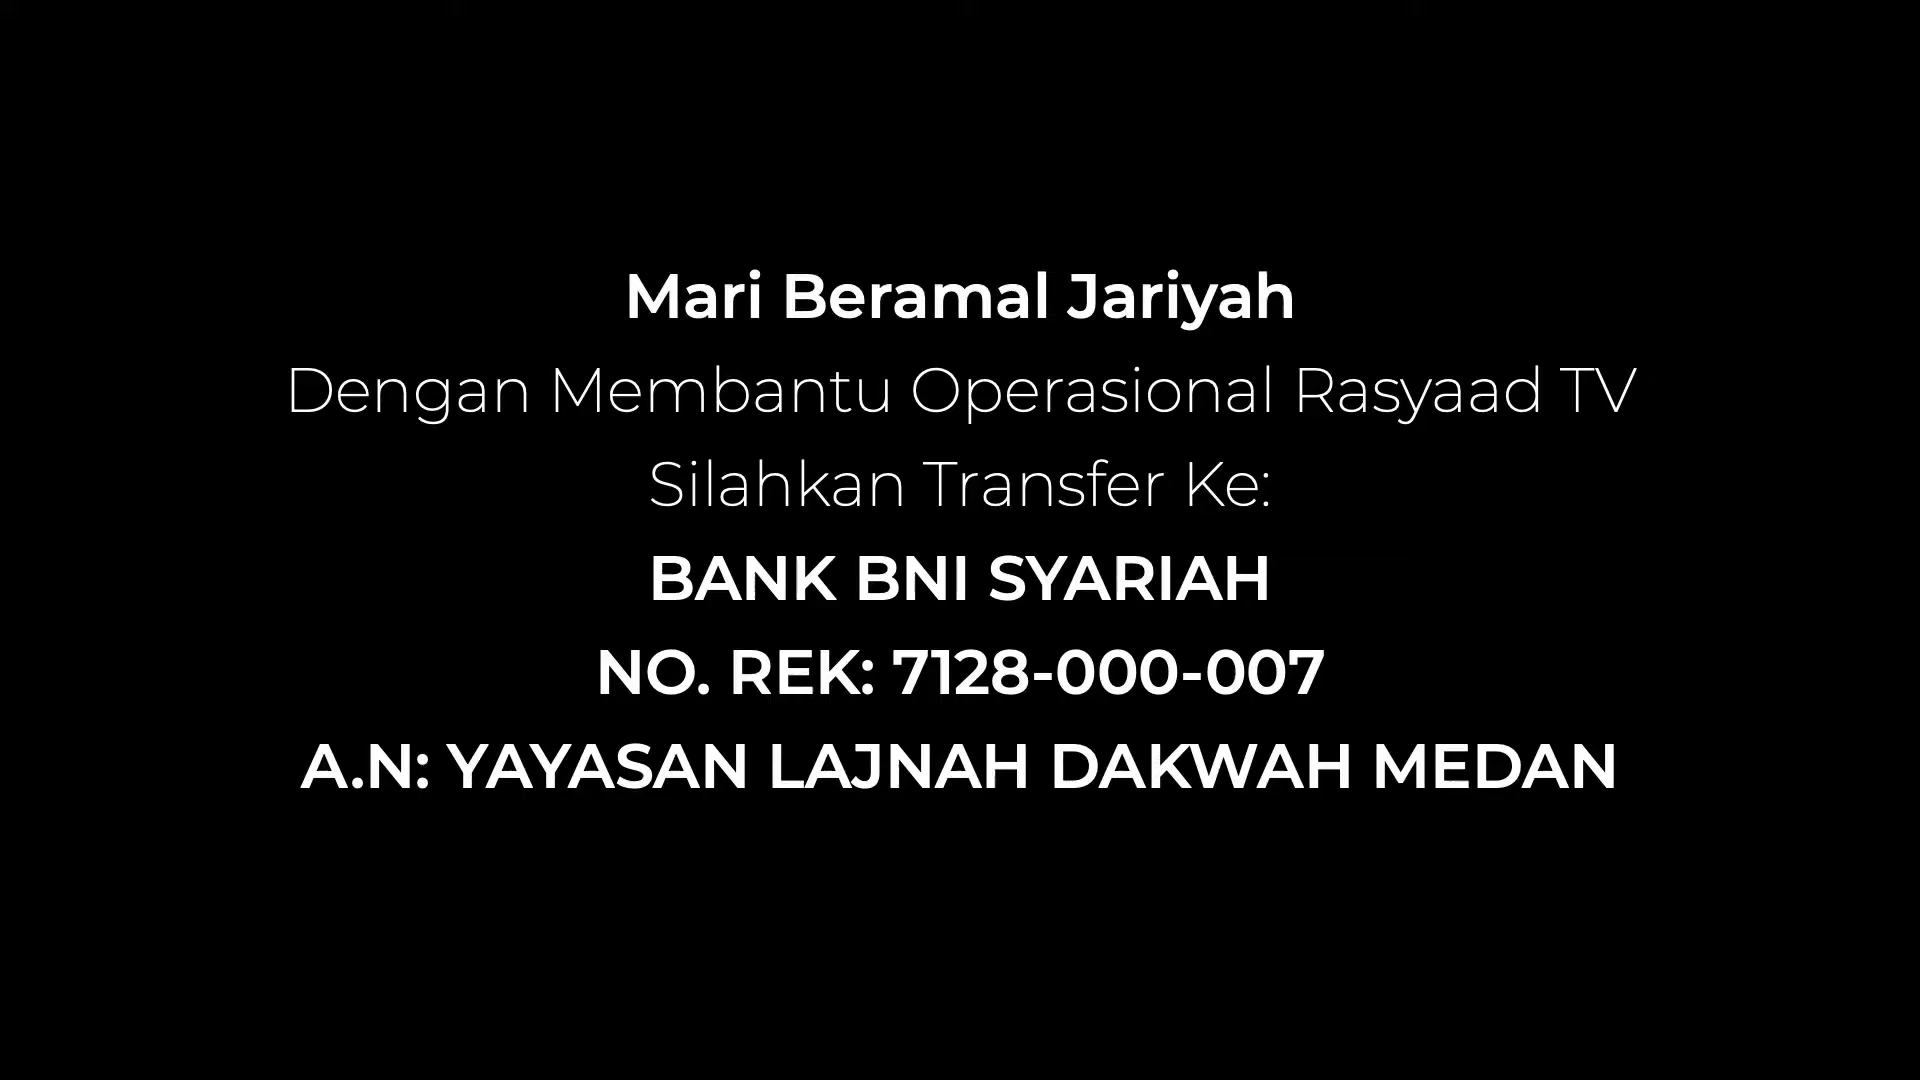 Mari Beramal Jariyah
Dengan Membantu Operasional Rasyaad TV
Silahkan Transfer Ke:
BANK BNI SYARIAH
NO. REK: 7128-000-007
A.N: YAYASAN LAJNAH DAKWAH MEDAN